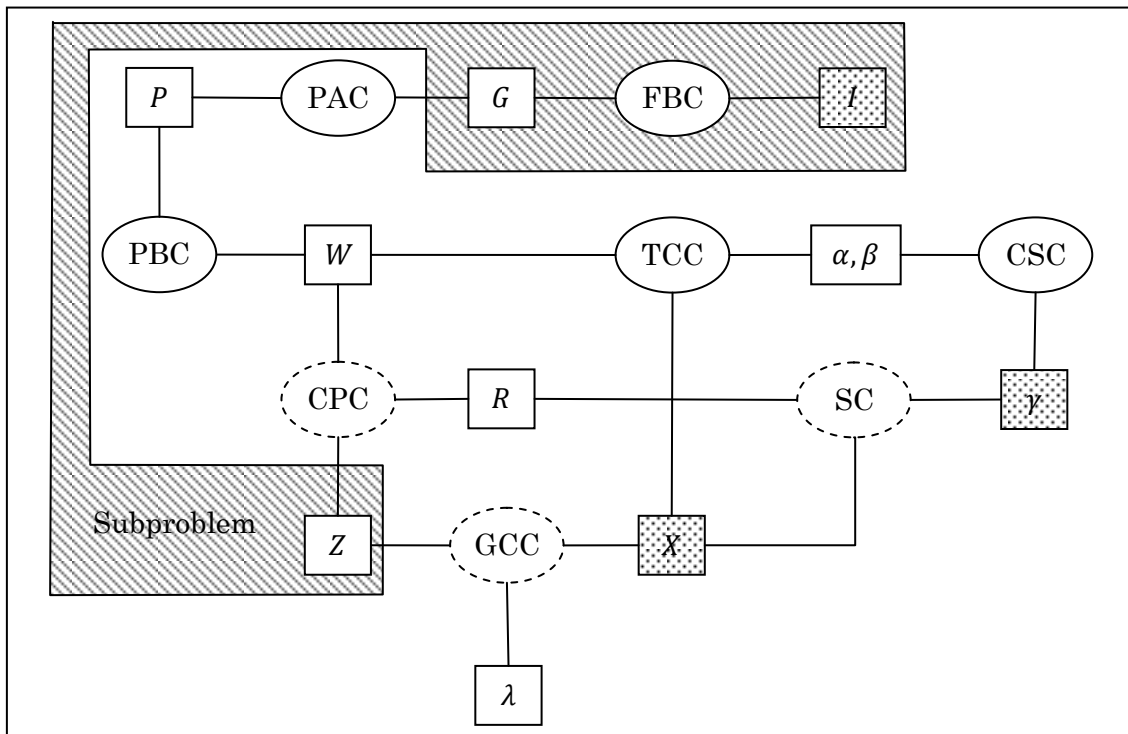 P PAC G FBC I
PBC W TCC α, β CSC
CPC R SC γ
Subproblem
Z GCC X
λ